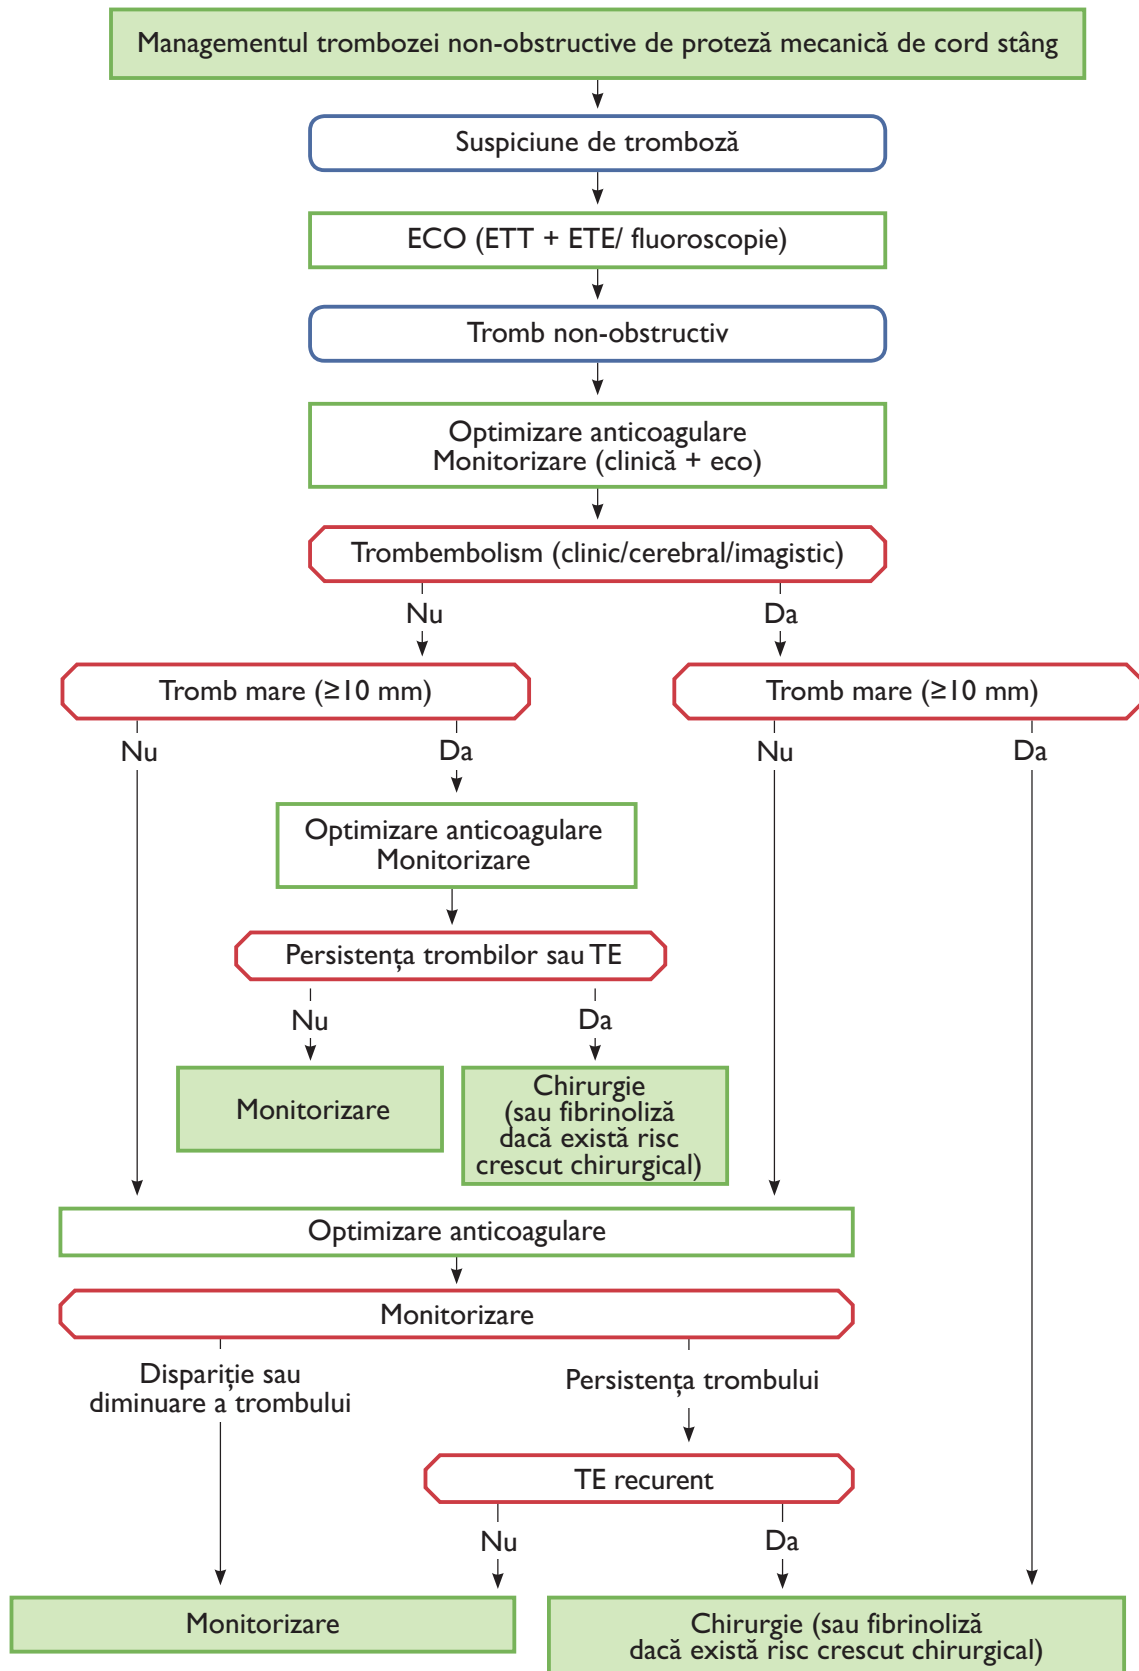 Managementul trombozei non-obstructive de proteză mecanică de cord stâng
Suspiciune de tromboză
ECO (ETT + ETE/ fluoroscopie)
Tromb non-obstructiv
Optimizare anticoagulare
Monitorizare (clinică + eco)
Trombembolism (clinic/cerebral/imagistic)
Nu
Da
Tromb mare (≥10 mm)
Tromb mare (≥10 mm)
Nu
Da
Nu
Da
Optimizare anticoagulare
Monitorizare
Persistența trombilor sau TE
Nu
Da
Monitorizare
Chirurgie
(sau fibrinoliză
dacă există risc
crescut chirurgical)
Optimizare anticoagulare
Monitorizare
Dispariție sau
diminuare a trombului
Persistența trombului
TE recurent
Nu
Da
Monitorizare
Chirurgie (sau fibrinoliză
dacă există risc crescut chirurgical)